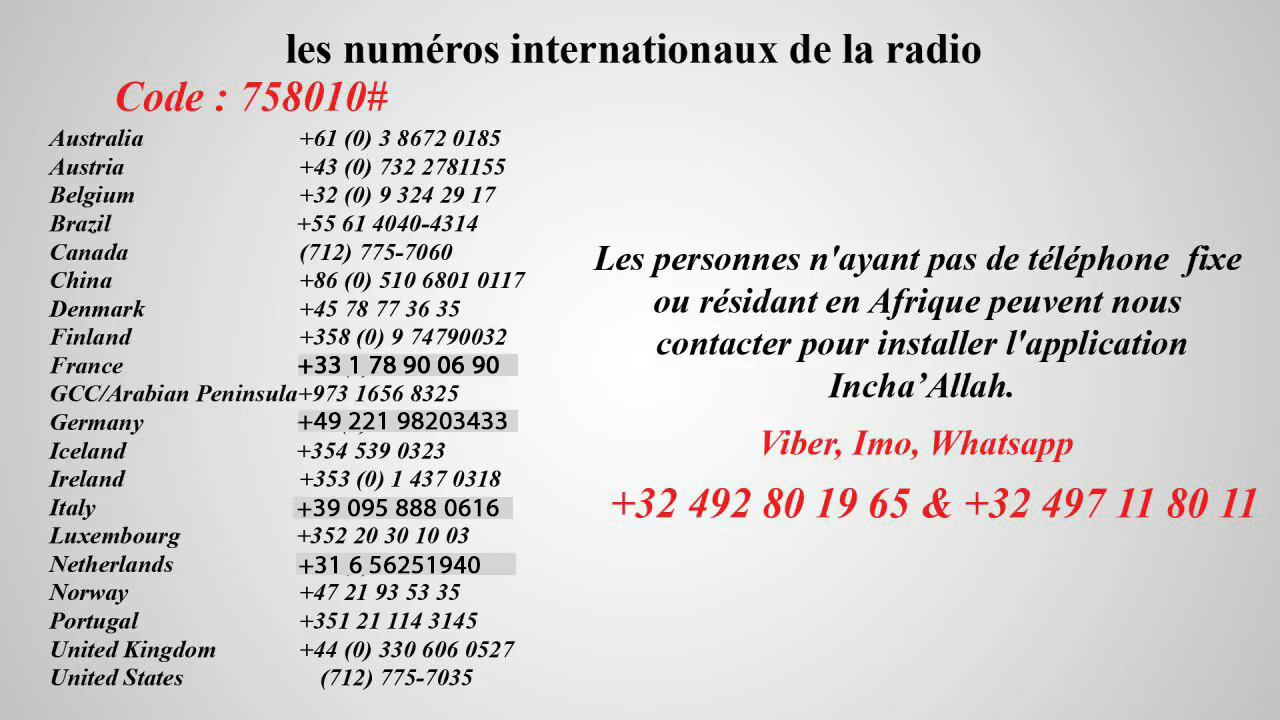 les numéros internationaux de la radio
Code : 758010#
Australia +61 (0) 3 8672 0185
Austria +43 (0) 732 2781155
Belgium +32 (0) 9 324 29 17
Brazil +55 61 4040-4314
Canada (712) 775-7060
China +86 (0) 510 6801 0117
Denmark +45 78 77 36 35
Finland +358 (0) 9 74790032
France +33 1 78 90 06 90
GCC/Arabian Peninsula +973 1656 8325
Germany +49 221 98203433
Iceland +354 539 0323
Ireland +353 (0) 1 437 0318
Italy +39 095 888 0616
Luxembourg +352 20 30 10 03
Netherlands +31 6 56251940
Norway +47 21 93 53 35
Portugal +351 21 114 3145
United Kingdom +44 (0) 330 606 0527
United States (712) 775-7035
Les personnes n'ayant pas de téléphone fixe
ou résidant en Afrique peuvent nous
contacter pour installer l'application
Incha’Allah.
Viber, Imo, Whatsapp
+32 492 80 19 65 & +32 497 11 80 11